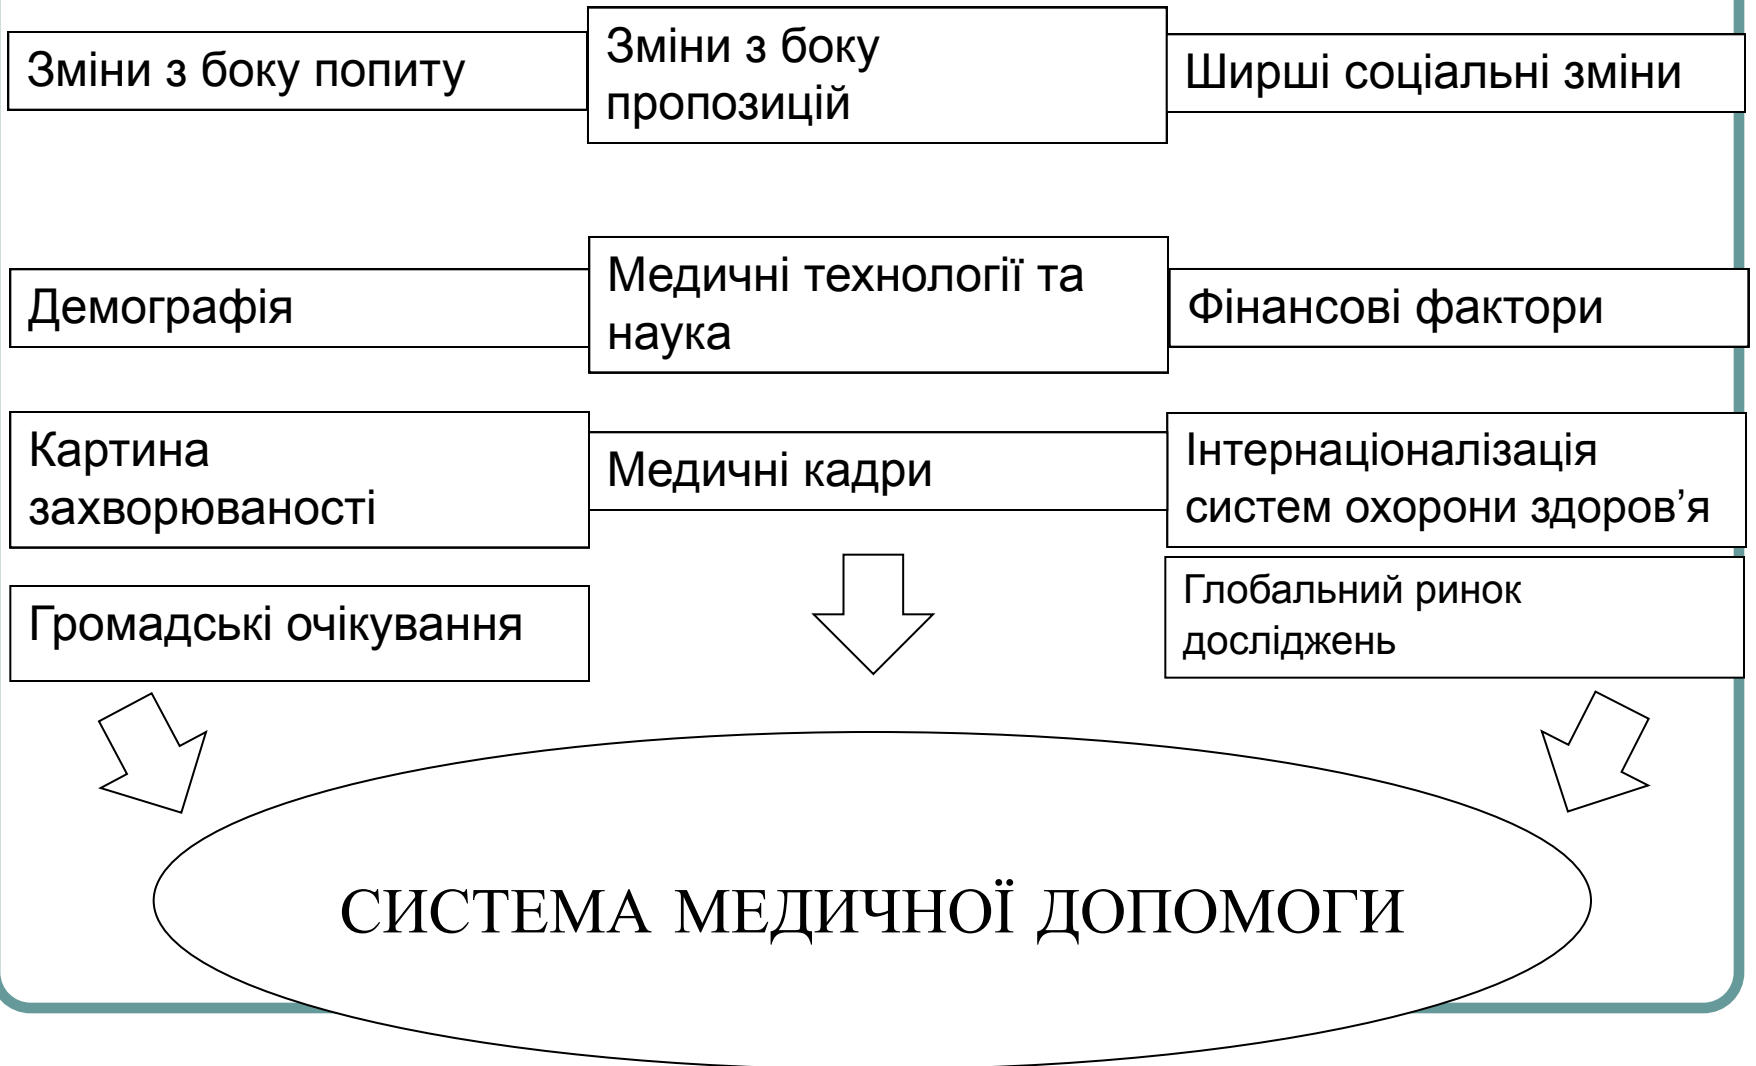 Зміни з боку попиту
Зміни з боку
пропозицій
Ширші соціальні зміни
Демографія
Медичні технології та
наука
Фінансові фактори
Картина
захворюваності
Медичні кадри
Інтернаціоналізація
систем охорони здоров’я
Громадські очікування
Глобальний ринок
досліджень
СИСТЕМА МЕДИЧНОЇ ДОПОМОГИ